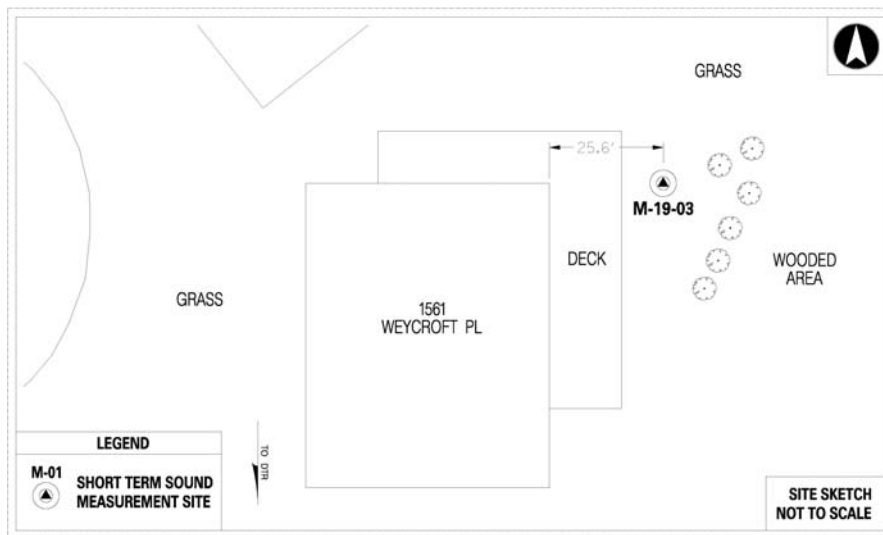 GRASS
25.6'
M-19-03
DECK
WOODED
AREA
GRASS
1561
WEYCROFT PL
LEGEND
M-01
SHORT TERM SOUND
MEASUREMENT SITE
TO DTR
SITE SKETCH
NOT TO SCALE